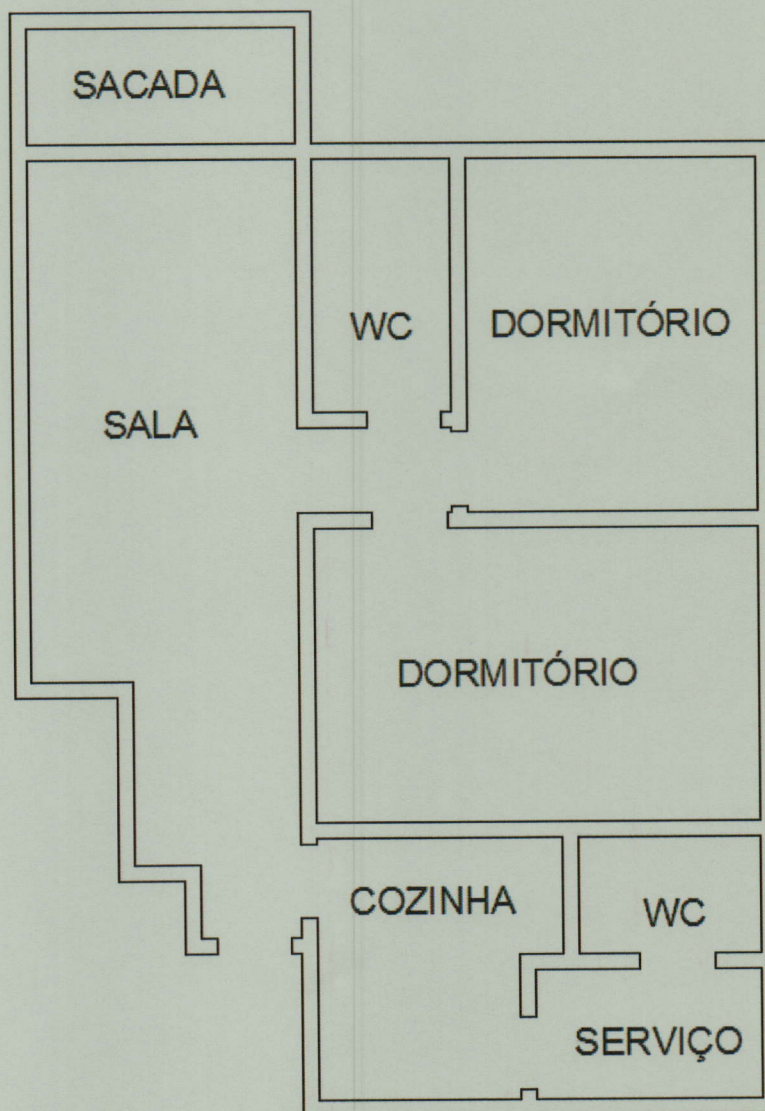 SACADA
WC
DORMITÓRIO
SALA
DORMITÓRIO
COZINHA
WC
SERVIÇO